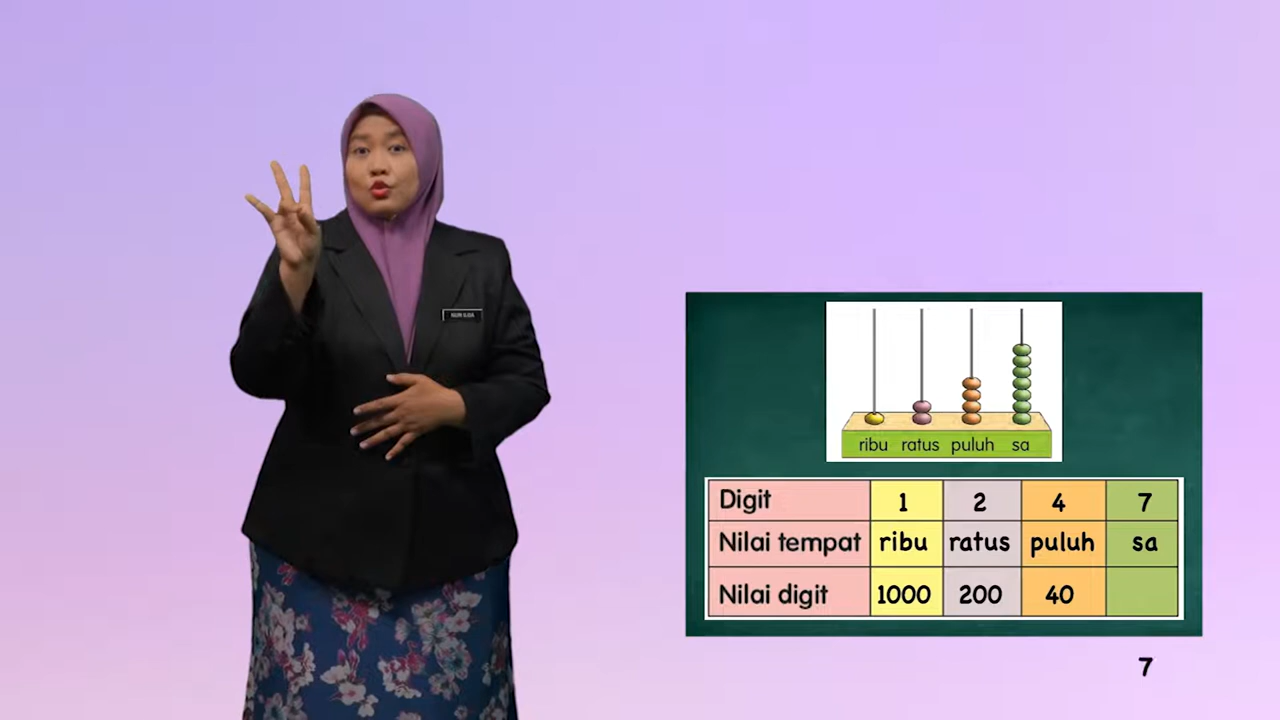 ribu ratus puluh sa
Digit 1 2 4 7
Nilai tempat ribu ratus puluh sa
Nilai digit 1000 200 40
7